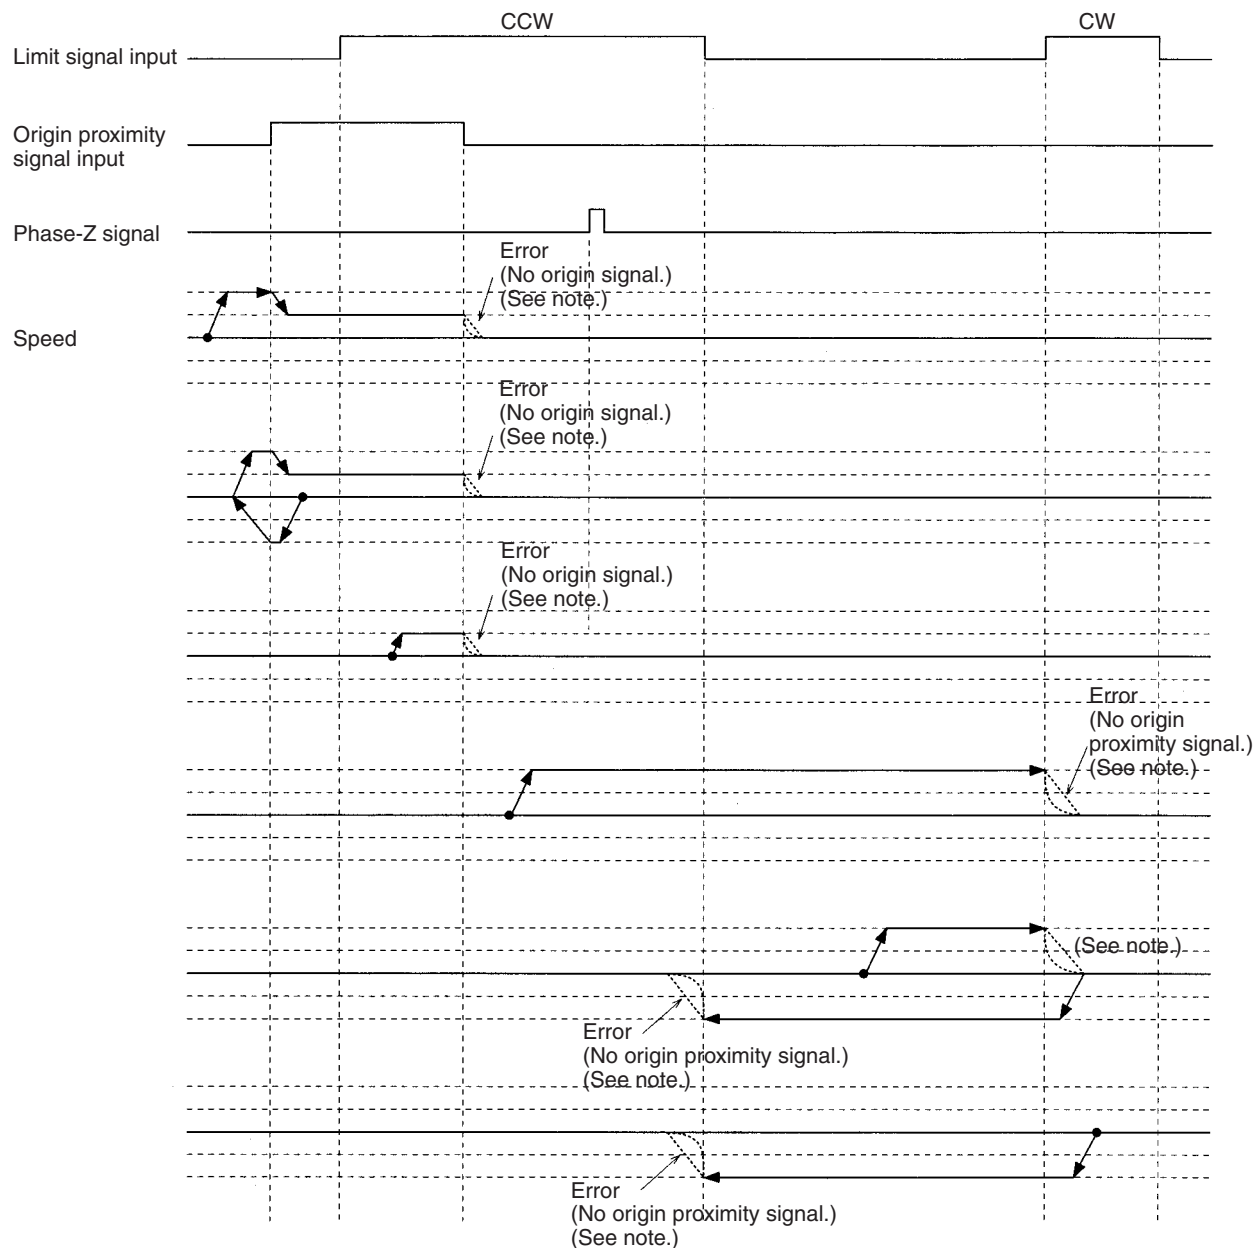 CCW
CW
Limit signal input
Origin proximity
signal input
Phase-Z signal
Error
(No origin signal.)
(See note.)
Speed
Error
(No origin signal.)
(See note.)
Error
(No origin signal.)
(See note.)
Error
(No origin
proximity signal.)
(See note.)
(See note.)
Error
(No origin proximity signal.)
(See note.)
Error
(No origin proximity signal.)
(See note.)